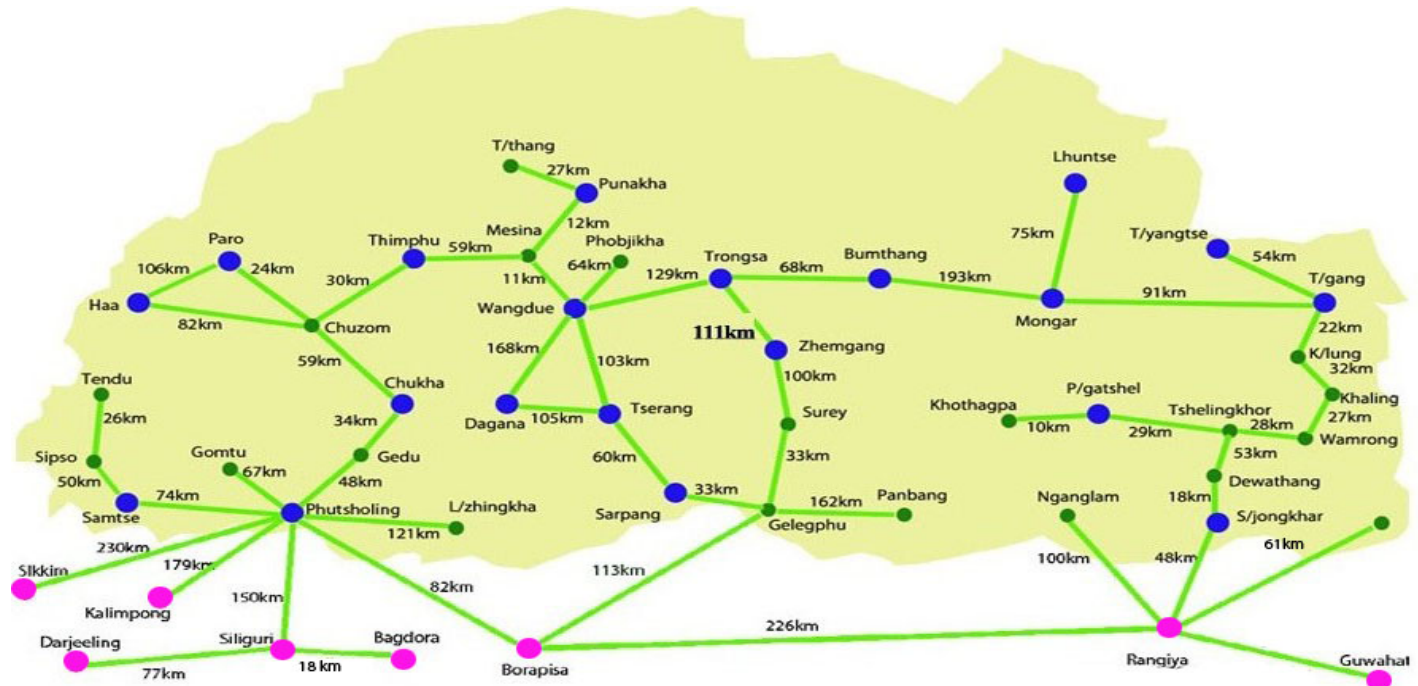 T/thang
27km
Punakha
Lhuntse
12km
Mesina
Phobjikha
Paro
Thimphu
59km
75km
T/yangtse
54km
106km
24km
64km
Trongsa
Bumthang
T/gang
30km
11km
129km
68km
193km
91km
Haa
Wangdue
82km
Chuzom
Mongar
22km
111km
Zhemgang
168km
103km
59km
K/lung
32km
Tendu
Chukha
100km
P/gatshel
Khaling
26km
34km
Dagana
105km
Tserang
Surey
Khothagpa
Tshelingkhor
27km
10km
29km
28km
Wamrong
Sipso
Gomtu
67km
Gedu
60km
33km
53km
50km
48km
Dewathang
74km
L/zhingkha
33km
162km
Panbang
Nganglam
18km
Samtse
Phutsholing
121km
Sarpang
Gelegphu
S/jongkhar
61km
230km
179km
113km
100km
48km
SIkkim
150km
82km
Kalimpong
Darjeeling
Siliguri
Bagdora
226km
77km
18 km
Borapisa
Rangiya
Guwahat